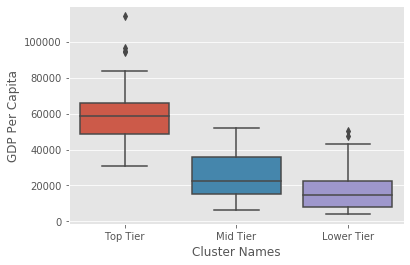 GDP Per Capita
100000
80000
60000
40000
20000
0
Top Tier Mid Tier Lower Tier
Cluster Names